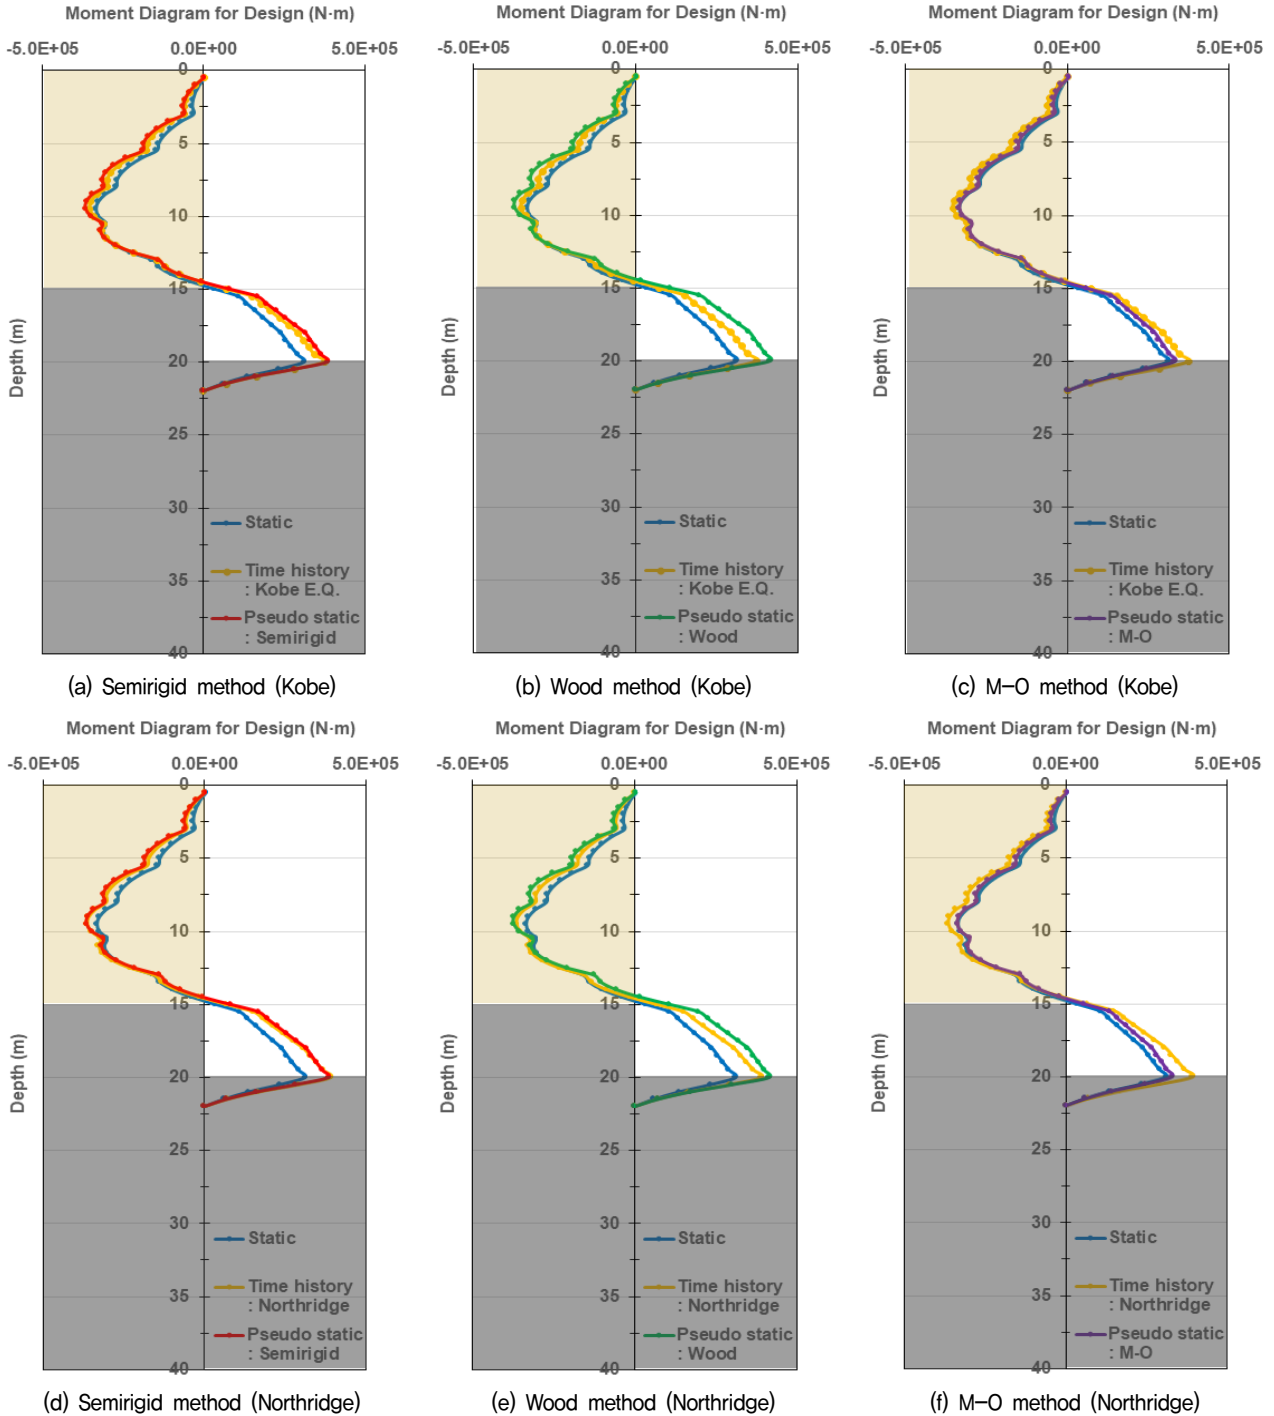 Moment Diagram for Design (N·m)
-5.0E+05 0.0E+00 5.0E+05
0
5
10
15
20
25
30
35
40
Depth (m)
Static
Time history
: Kobe E.Q.
Pseudo static
: Semirigid
(a) Semirigid method (Kobe)
Moment Diagram for Design (N·m)
-5.0E+05 0.0E+00 5.0E+05
0
5
10
15
20
25
30
35
40
Depth (m)
Static
Time history
: Kobe E.Q.
Pseudo static
: Wood
(b) Wood method (Kobe)
Moment Diagram for Design (N·m)
-5.0E+05 0.0E+00 5.0E+05
0
5
10
15
20
25
30
35
40
Depth (m)
Static
Time history
: Kobe E.Q.
Pseudo static
: M-O
(c) M-O method (Kobe)
Moment Diagram for Design (N·m)
-5.0E+05 0.0E+00 5.0E+05
0
5
10
15
20
25
30
35
40
Depth (m)
Static
Time history
: Northridge
Pseudo static
: Semirigid
(d) Semirigid method (Northridge)
Moment Diagram for Design (N·m)
-5.0E+05 0.0E+00 5.0E+05
0
5
10
15
20
25
30
35
40
Depth (m)
Static
Time history
: Northridge
Pseudo static
: Wood
(e) Wood method (Northridge)
Moment Diagram for Design (N·m)
-5.0E+05 0.0E+00 5.0E+05
0
5
10
15
20
25
30
35
40
Depth (m)
Static
Time history
: Northridge
Pseudo static
: M-O
(f) M-O method (Northridge)